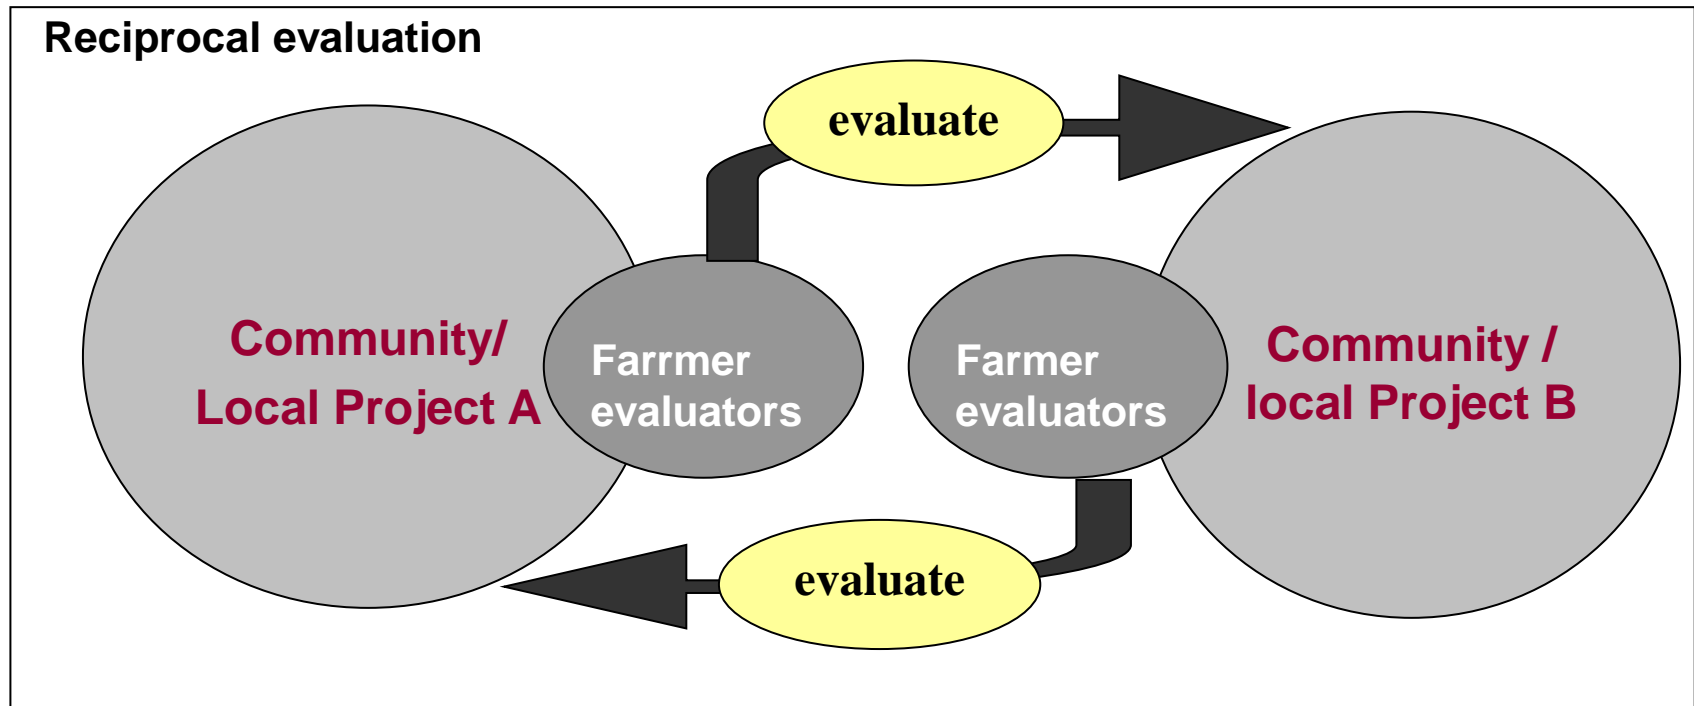 Reciprocal evaluation
evaluate
Community/
Local Project A
Farrmer
evaluators
Farmer
evaluators
Community /
local Project B
evaluate